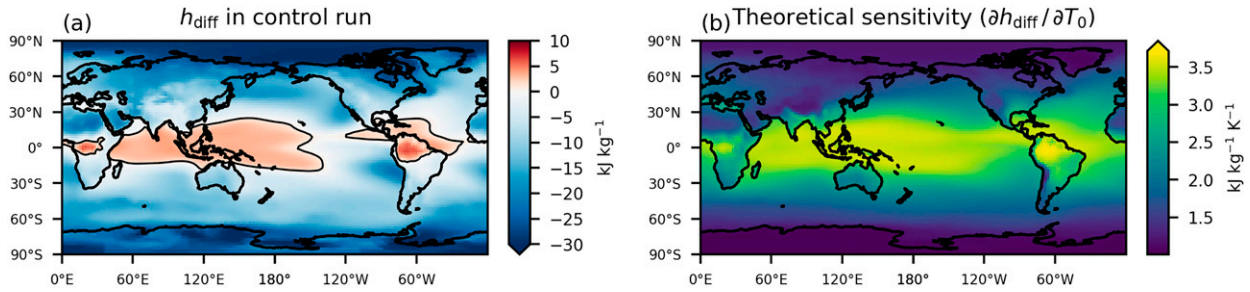 (a) h_diff in control run
90°N
60°N
30°N
0°
30°S
60°S
90°S
0°E 60°E 120°E 180° 120°W 60°W
10
5
0
−5
−10
−15
−20
−25
−30
kJ kg⁻¹
(b) Theoretical sensitivity (∂h_diff / ∂T₀)
90°N
60°N
30°N
0°
30°S
60°S
90°S
0°E 60°E 120°E 180° 120°W 60°W
3.5
3.0
2.5
2.0
1.5
kJ kg⁻¹ K⁻¹